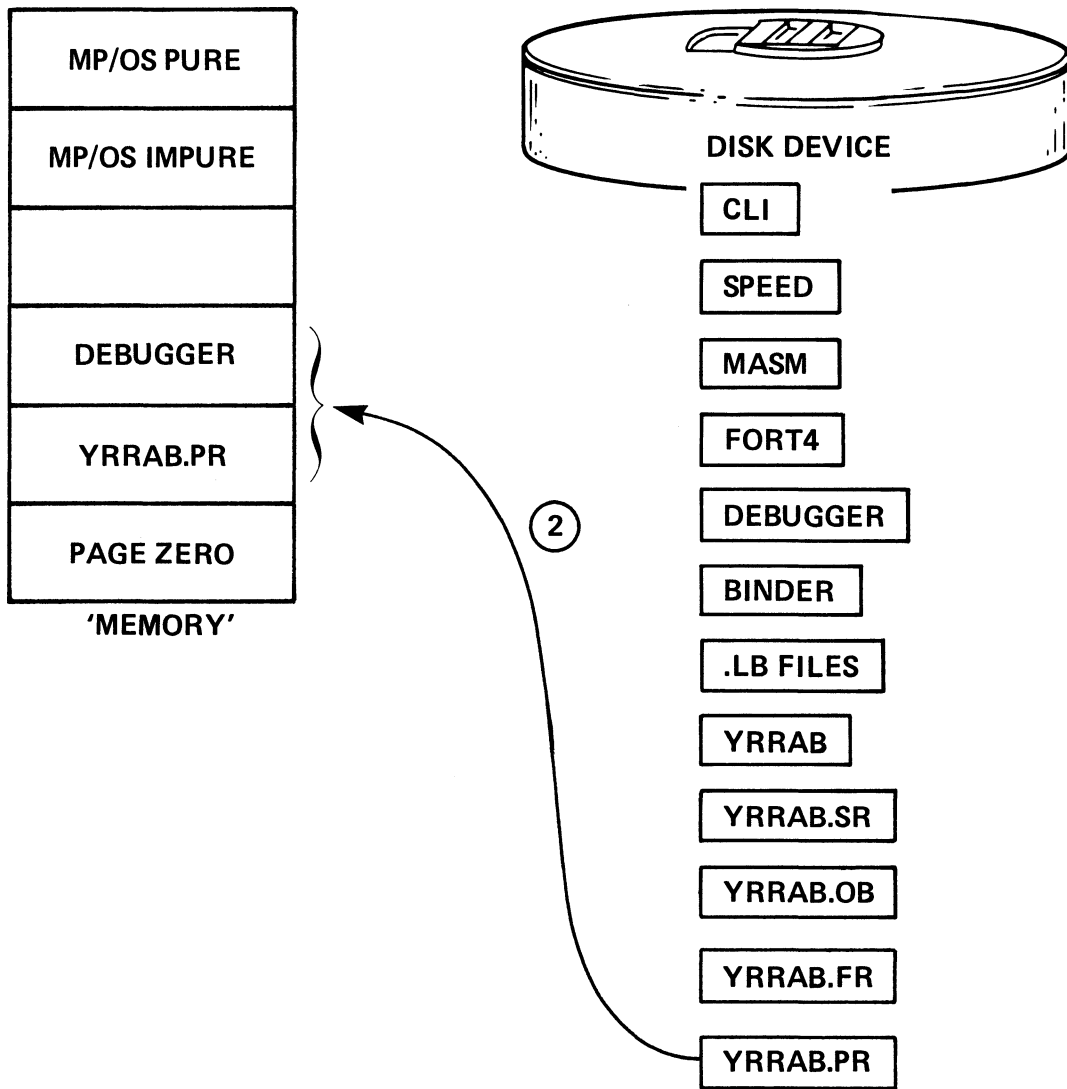 MP/OS PURE
MP/OS IMPURE
DEBUGGER
YRRAB.PR
PAGE ZERO
'MEMORY'
2
DISK DEVICE
CLI
SPEED
MASM
FORT4
DEBUGGER
BINDER
.LB FILES
YRRAB
YRRAB.SR
YRRAB.OB
YRRAB.FR
YRRAB.PR